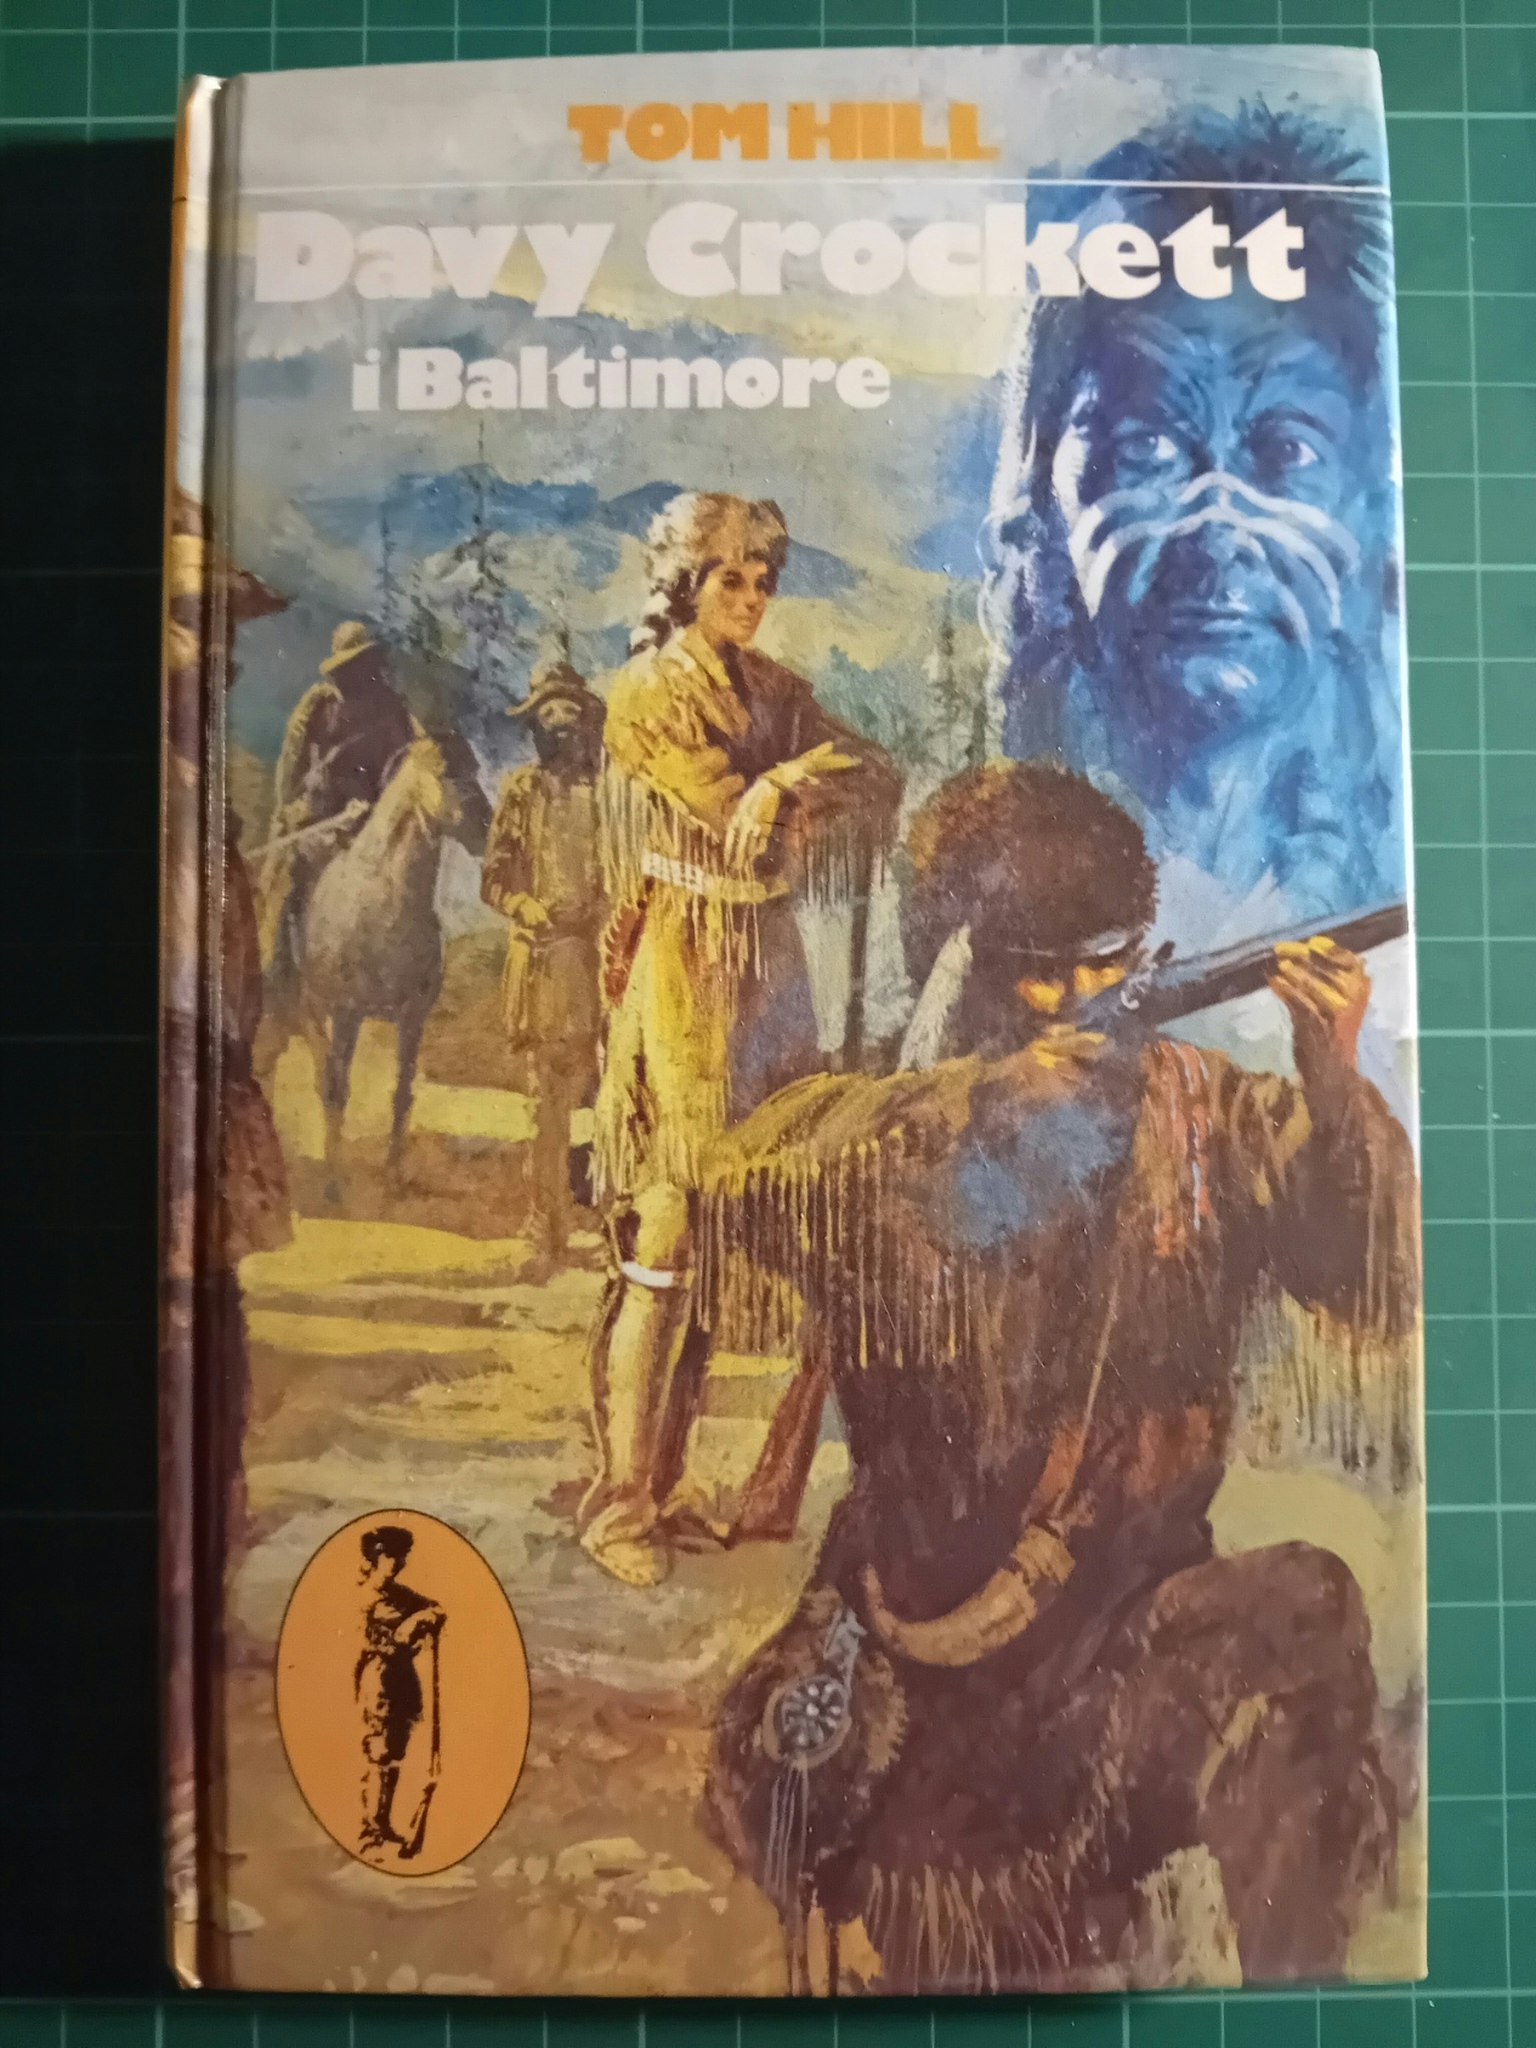 TOM HILL
Davy Crockett
i Baltimore